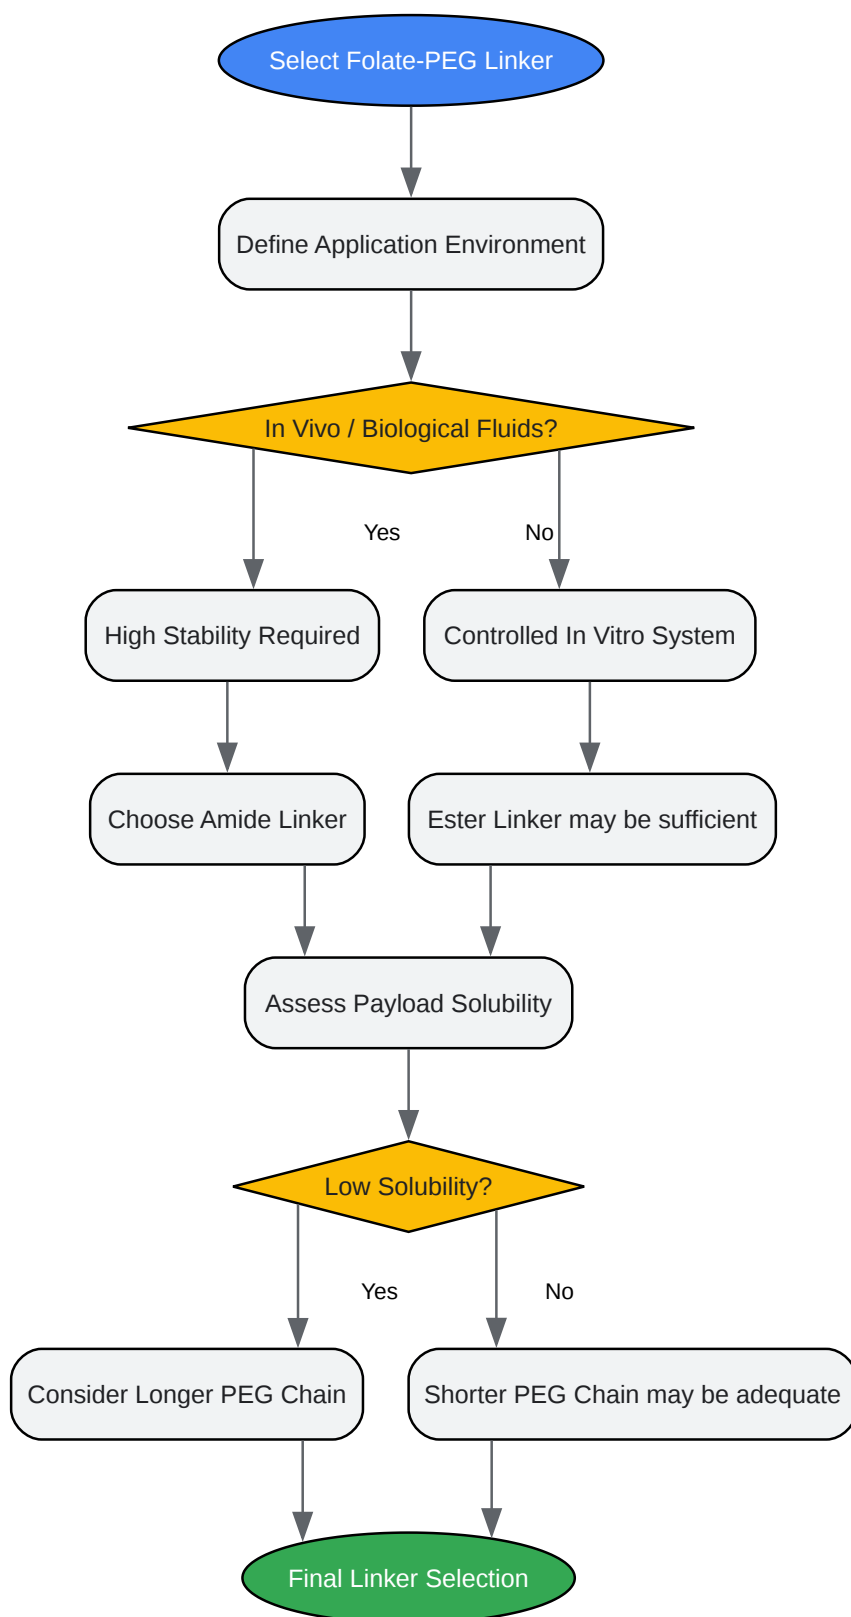 Select Folate-PEG Linker
Define Application Environment
In Vivo / Biological Fluids?
Yes
No
High Stability Required
Controlled In Vitro System
Choose Amide Linker
Ester Linker may be sufficient
Assess Payload Solubility
Low Solubility?
Yes
No
Consider Longer PEG Chain
Shorter PEG Chain may be adequate
Final Linker Selection